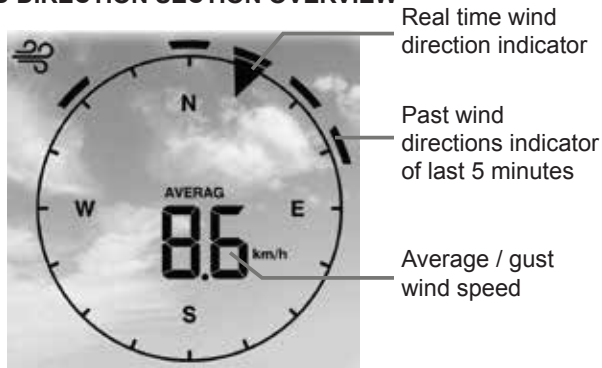 DIRECTION SECTION OVERVIEW
Real time wind
direction indicator
N
Past wind
directions indicator
of last 5 minutes
W
AVERAG
E
8.6 km/h
Average / gust
wind speed
S